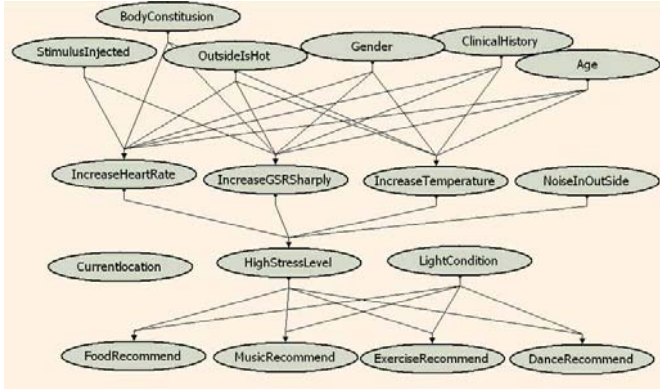 BodyConstitusion
StimulusInjected
OutsideIsHot
Gender
ClinicalHistory
Age
IncreaseHeartRate
IncreaseGSRSharply
IncreaseTemperature
NoiseInOutSide
Currentlocation
HighStressLevel
LightCondition
FoodRecommend
MusicRecommend
ExerciseRecommend
DanceRecommend